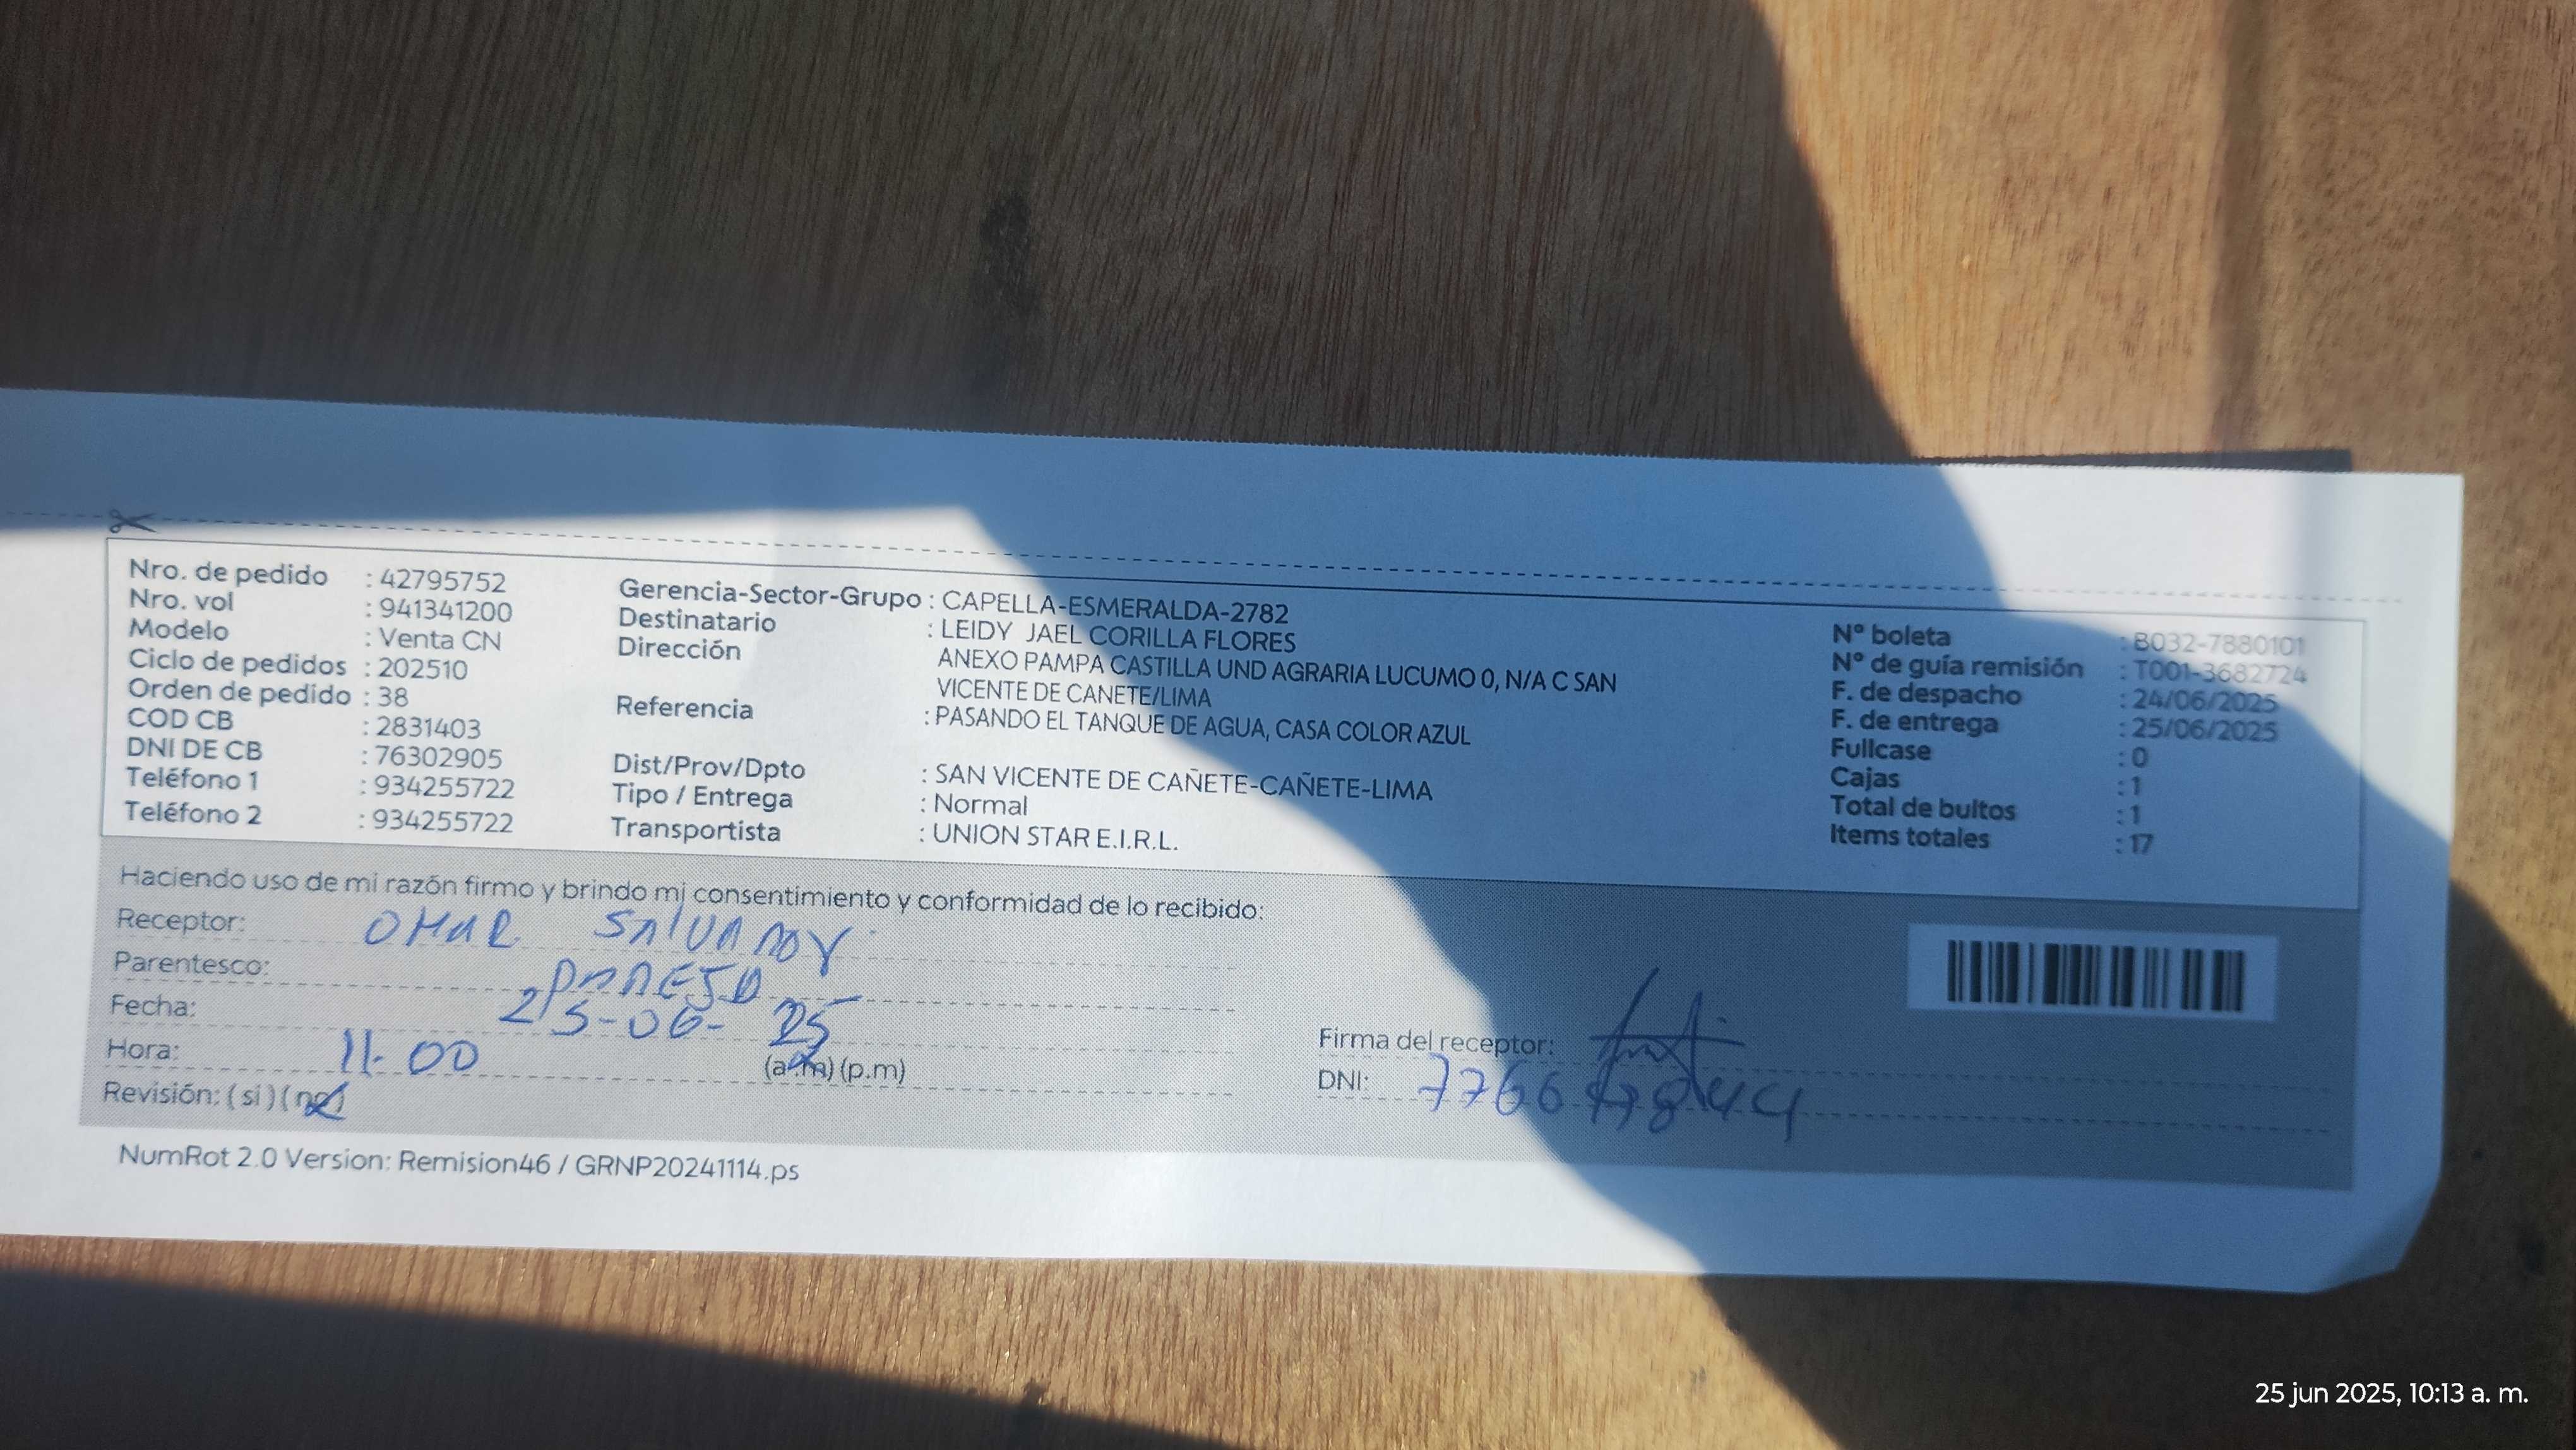 Nro. de pedido : 42795752
Nro. vol : 941341200
Modelo : Venta CN
Ciclo de pedidos : 202510
Orden de pedido : 38
COD CB : 2831403
DNI DE CB : 76302905
Teléfono 1 : 934255722
Teléfono 2 : 934255722
Gerencia-Sector-Grupo : CAPELLA-ESMERALDA-2782
Destinatario : LEIDY JAEL CORILLA FLORES
Dirección ANEXO PAMPA CASTILLA UND AGRARIA LUCUMO 0, N/A C SAN
VICENTE DE CANETE/LIMA
Referencia : PASANDO EL TANQUE DE AGUA, CASA COLOR AZUL
Dist/Prov/Dpto : SAN VICENTE DE CAÑETE-CAÑETE-LIMA
Tipo / Entrega : Normal
Transportista : UNION STAR E.I.R.L.
N° boleta : B032-7880101
N° de guía remisión : T001-3682724
F. de despacho : 24/06/2025
F. de entrega : 25/06/2025
Fullcase : 0
Cajas : 1
Total de bultos : 1
Items totales : 17
Haciendo uso de mi razón firmo y brindo mi consentimiento y conformidad de lo recibido:
Receptor: OMAR
Parentesco:
Fecha: 25-06-25
Hora: 11:00 (a.m) (p.m)
Revisión: (si) (no)
Firma del receptor:
DNI:
NumRot 2.0 Version: Remision46 / GRNP20241114.ps
25 jun 2025, 10:13 a. m.